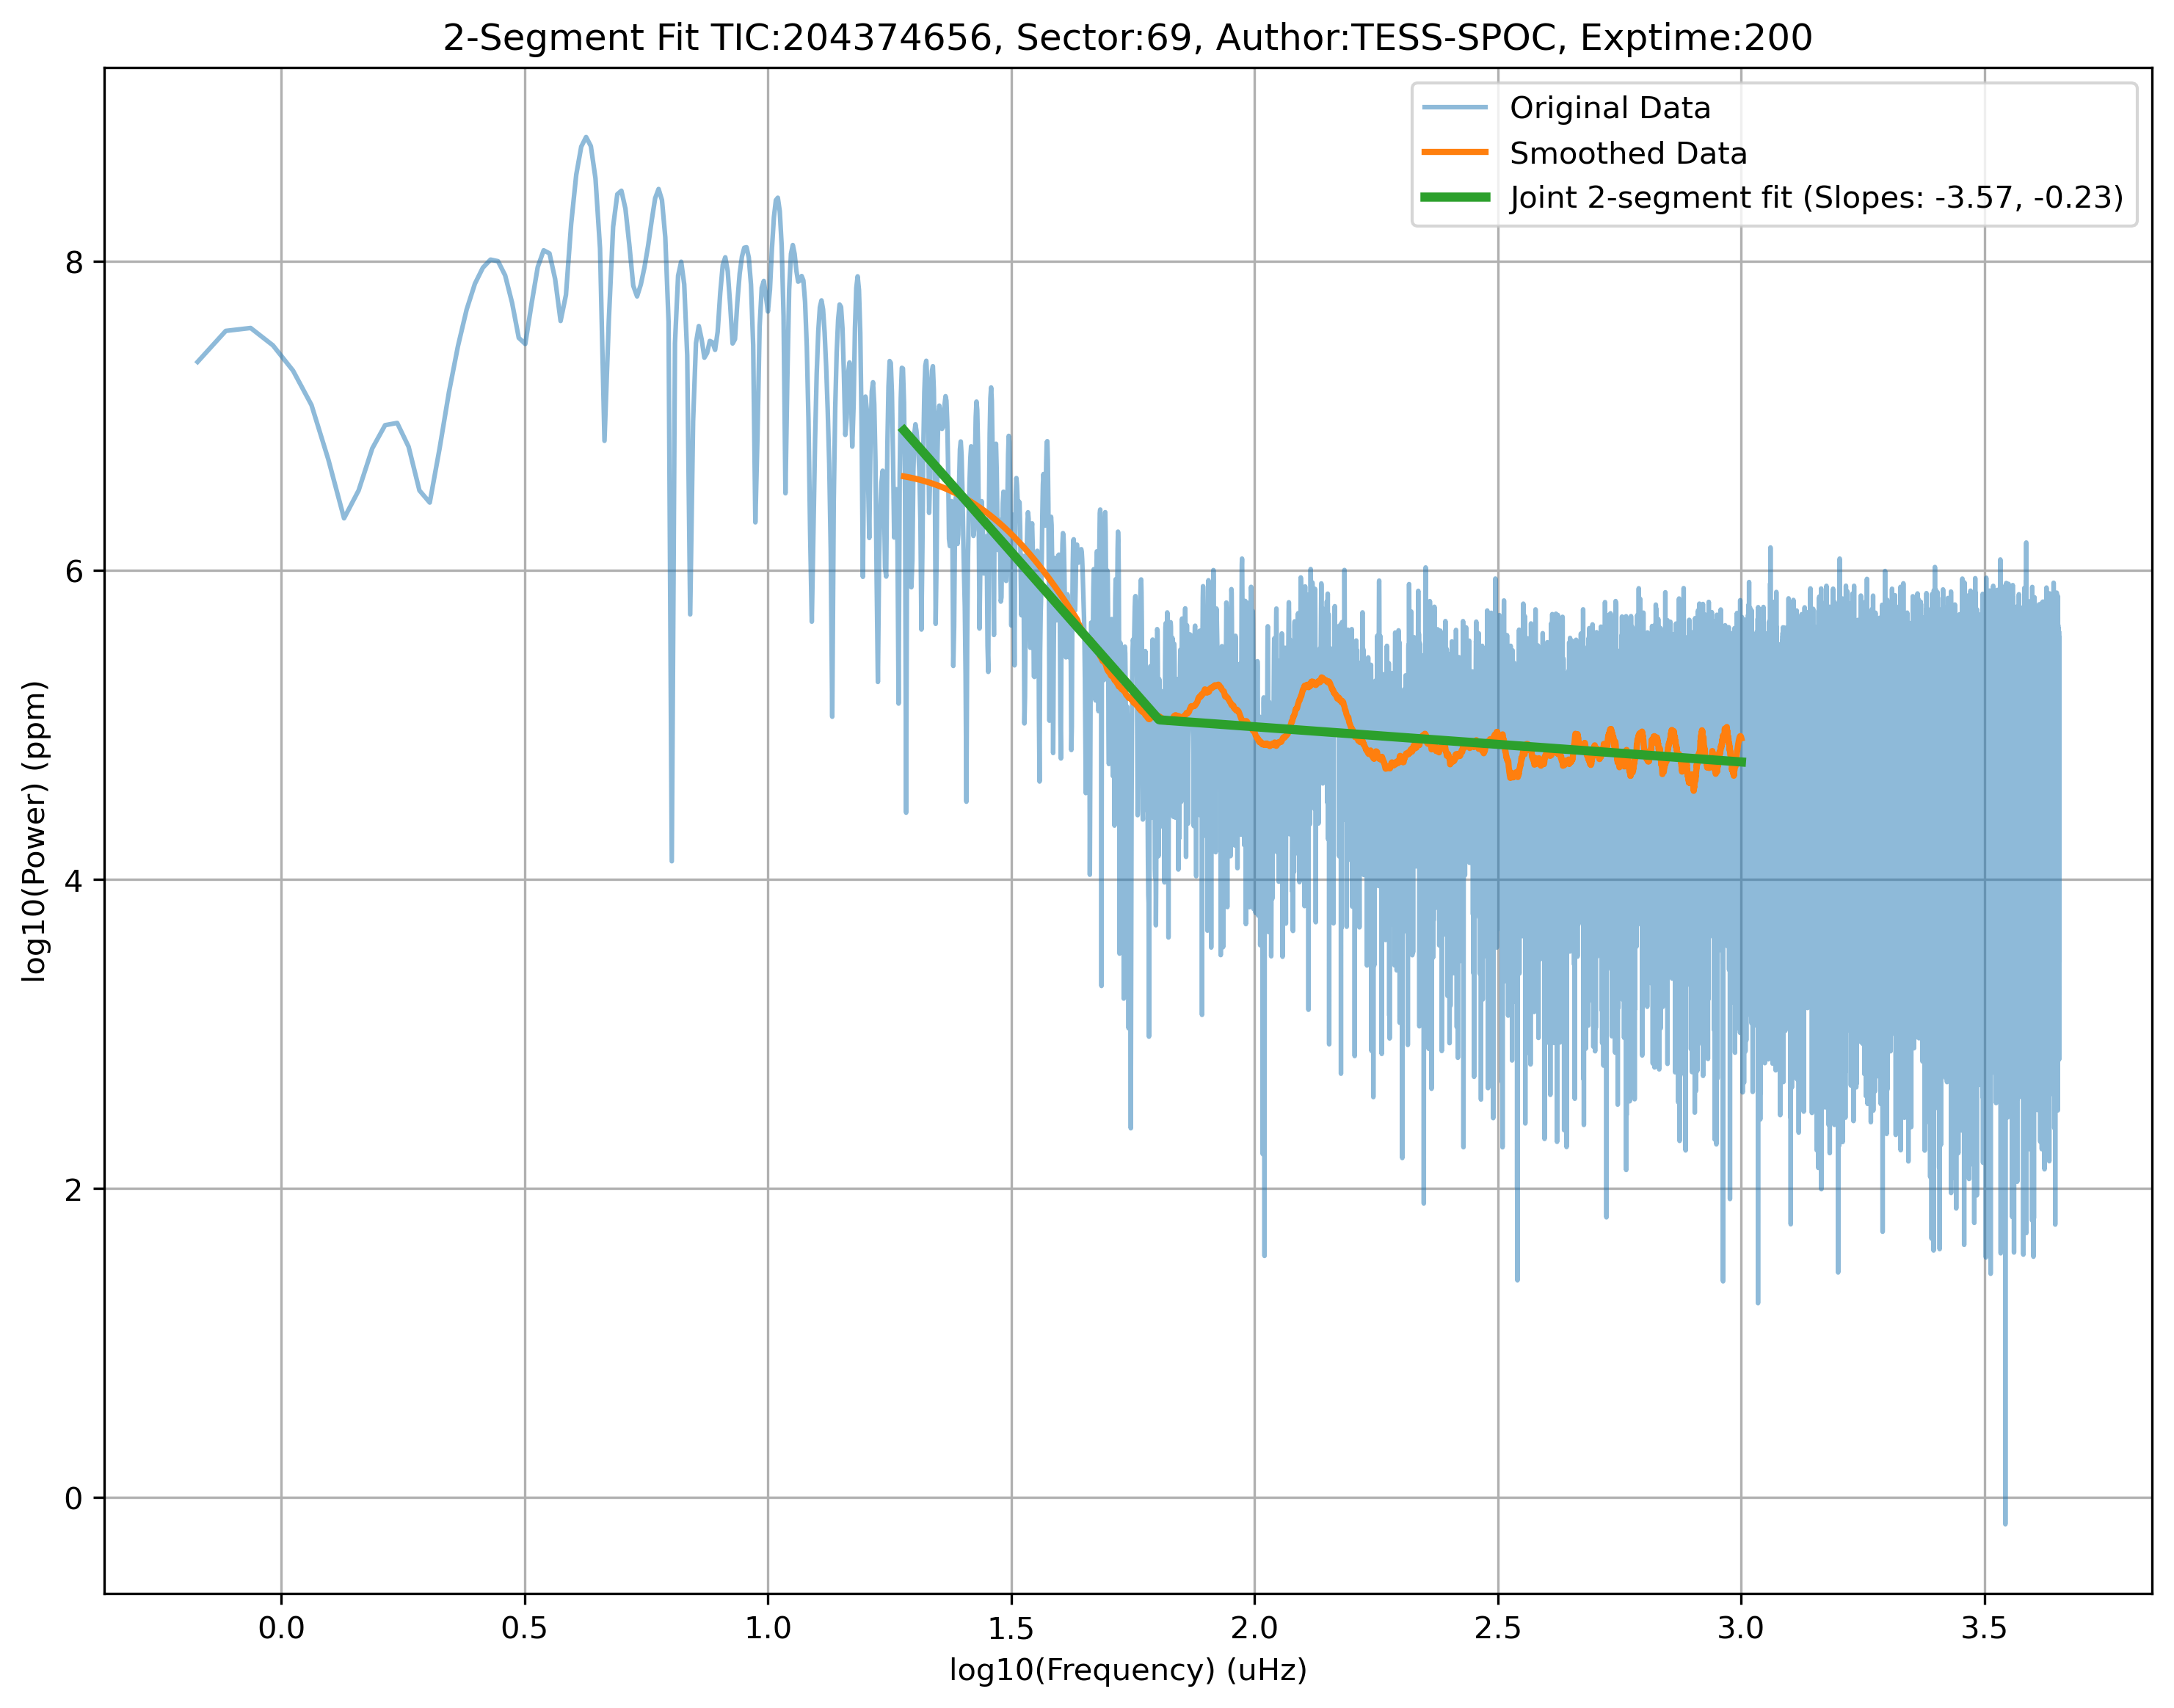 2-Segment Fit TIC:204374656, Sector:69, Author:TESS-SPOC, Exptime:200
Original Data
Smoothed Data
Joint 2-segment fit (Slopes: -3.57, -0.23)
log10(Power) (ppm)
8
6
4
2
0
0.0 0.5 1.0 1.5 2.0 2.5 3.0 3.5
log10(Frequency) (uHz)